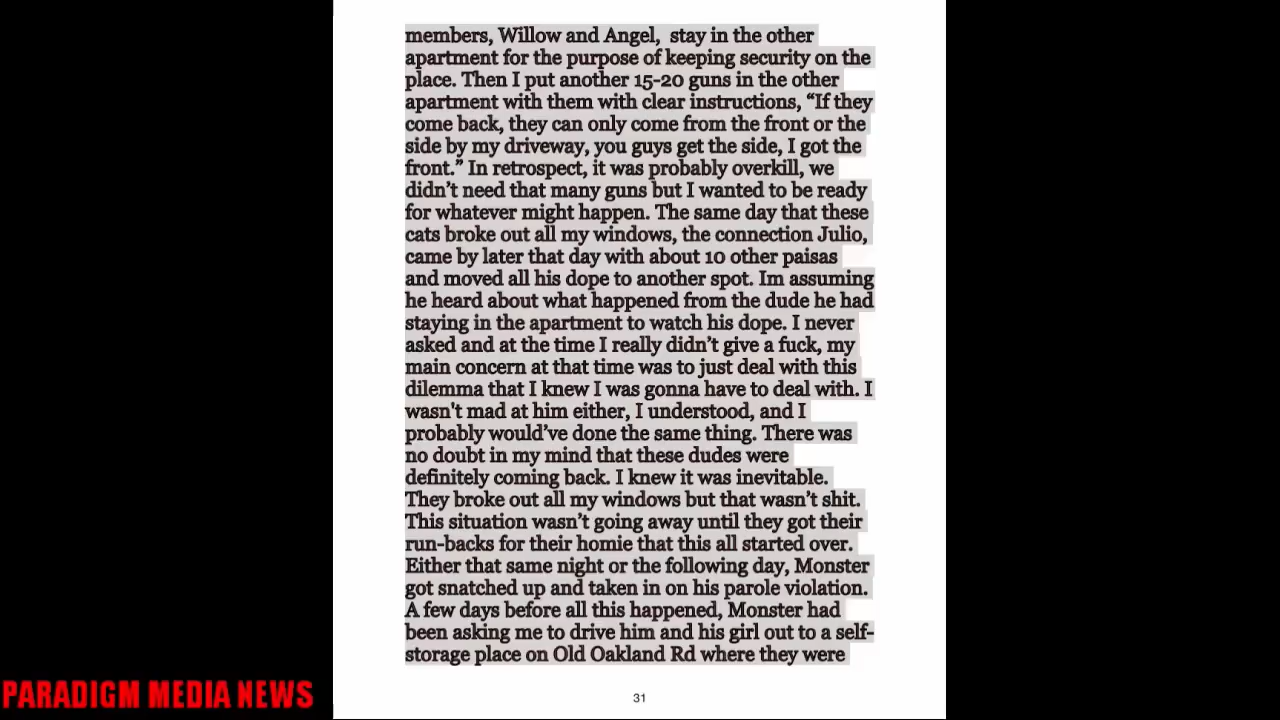 members, Willow and Angel,  stay in the other
apartment for the purpose of keeping security on the
place. Then I put another 15-20 guns in the other
apartment with them with clear instructions, “If they
come back, they can only come from the front or the
side by my driveway, you guys get the side, I got the
front.” In retrospect, it was probably overkill, we
didn’t need that many guns but I wanted to be ready
for whatever might happen. The same day that these
cats broke out all my windows, the connection Julio,
came by later that day with about 10 other paisas
and moved all his dope to another spot. Im assuming
he heard about what happened from the dude he had
staying in the apartment to watch his dope. I never
asked and at the time I really didn’t give a fuck, my
main concern at that time was to just deal with this
dilemma that I knew I was gonna have to deal with. I
wasn't mad at him either, I understood, and I
probably would’ve done the same thing. There was
no doubt in my mind that these dudes were
definitely coming back. I knew it was inevitable.
They broke out all my windows but that wasn’t shit.
This situation wasn’t going away until they got their
run-backs for their homie that this all started over.
Either that same night or the following day, Monster
got snatched up and taken in on his parole violation.
A few days before all this happened, Monster had
been asking me to drive him and his girl out to a self-
storage place on Old Oakland Rd where they were
31
PARADIGM MEDIA NEWS